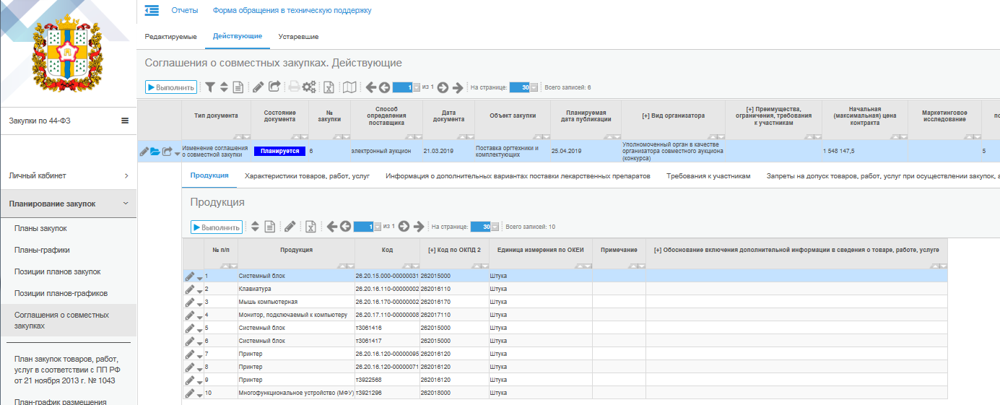 Отчеты Форма обращения в техническую поддержку
Редактируемые Действующие Устаревшие
Соглашения о совместных закупках. Действующие
Выполнить 1 из 1 На странице: 30 Всего записей: 6
Закупки по 44-ФЗ
Личный кабинет
Планирование закупок
Планы закупок
Планы-графики
Позиции планов закупок
Позиции планов-графиков
Соглашения о совместных
закупках
План закупок товаров, работ,
услуг в соответствии с ПП РФ
от 21 ноября 2013 г. № 1043
План-график размещения
Тип документа
Состояние
документа
№
закупки
Способ
определения
поставщика
Дата
документа
Объект закупки
Планируемая
дата публикации
[+] Вид организатора
[+] Преимущества,
ограничения, требования
к участникам
Начальная
(максимальная) цена
контракта
Маркетинговое
исследование
по
Изменение соглашения
о совместной закупки
Планируется
6
электронный аукцион
21.03.2019
Поставка оргтехники и
комплектующих
25.04.2019
Уполномоченный орган в качестве
организатора совместного аукциона
(конкурса)
1 548 147,5
5
Продукция Характеристики товаров, работ, услуг Информация о дополнительных вариантах поставки лекарственных препаратов Требования к участникам Запреты на допуск товаров, работ, услуг при осуществлении закупок, а
Продукция
Выполнить 1 из 1 На странице: 30 Всего записей: 10
№ п/п Продукция Код [+] Код по ОКПД 2 Единица измерения по ОКЕИ Примечание [+] Обоснование включения дополнительной информации в сведения о товаре, работе, услуге
1 Системный блок 26.20.15.000-00000031 262015000 Штука
2 Клавиатура 26.20.16.110-00000002 262016110 Штука
3 Мышь компьютерная 26.20.16.170-00000002 262016170 Штука
4 Монитор, подключаемый к компьютеру 26.20.17.110-00000008 262017110 Штука
5 Системный блок т3061416 262015000 Штука
6 Системный блок т3061417 262015000 Штука
7 Принтер 26.20.16.120-00000095 262016120 Штука
8 Принтер 26.20.16.120-00000071 262016120 Штука
9 Принтер т3922568 262016120 Штука
10 Многофункциональное устройство (МФУ) т3921296 262018000 Штука